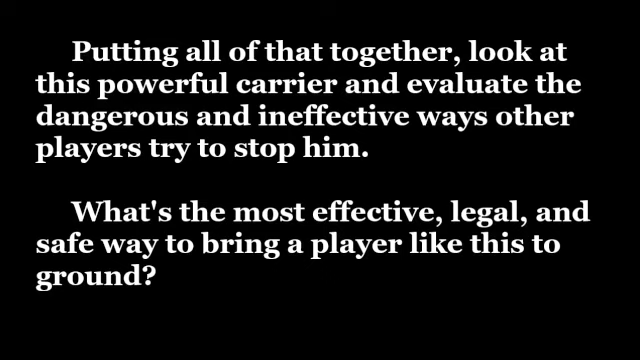 Putting all of that together, look at
this powerful carrier and evaluate the
dangerous and ineffective ways other
players try to stop him.
What's the most effective, legal, and
safe way to bring a player like this to
ground?